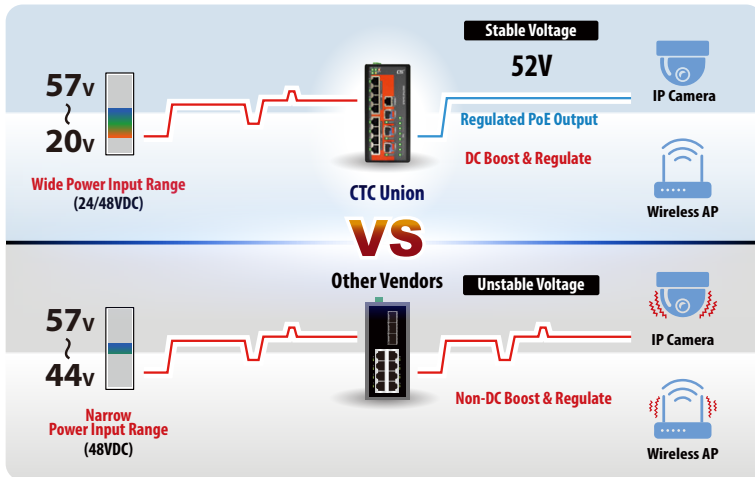 Stable Voltage
57v
~
20v
52V
IP Camera
Regulated PoE Output
DC Boost & Regulate
Wide Power Input Range
(24/48VDC)
CTC Union
Wireless AP
VS
Other Vendors
Unstable Voltage
57v
~
44v
IP Camera
Non-DC Boost & Regulate
Narrow
Power Input Range
(48VDC)
Wireless AP